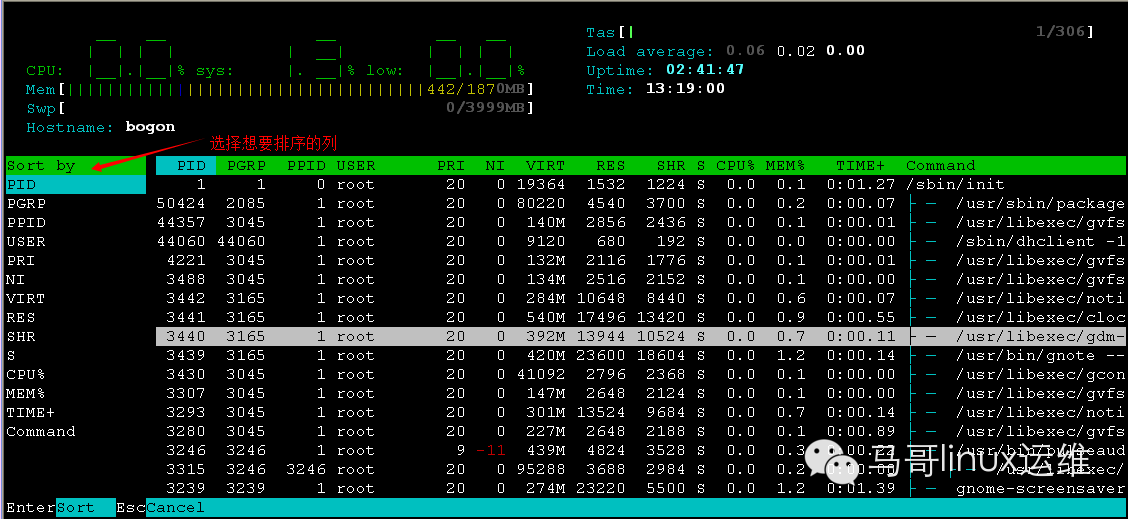 CPU: 0.0% sys: .3% low: 0.0%
Mem[||||||||||||||||||||||||||||||||||||442/1870MB]
Swp[ 0/3999MB]
Hostname: bogon
Tas[| 1/306]
Load average: 0.06 0.02 0.00
Uptime: 02:41:47
Time: 13:19:00
选择想要排序的列
Sort by PID PGRP PPID USER PRI NI VIRT RES SHR S CPU% MEM% TIME+ Command
PID 1 1 0 root 20 0 19364 1532 1224 S 0.0 0.1 0:01.27 /sbin/init
PGRP 50424 2085 1 root 20 0 80220 4540 3700 S 0.0 0.2 0:00.07 ├ ─ /usr/sbin/package
PPID 44357 3045 1 root 20 0 140M 2856 2436 S 0.0 0.1 0:00.01 ├ ─ /usr/libexec/gvfs
USER 44060 44060 1 root 20 0 9120 680 192 S 0.0 0.0 0:00.00 ├ ─ /sbin/dhclient -1
PRI 4221 3045 1 root 20 0 132M 2116 1776 S 0.0 0.1 0:00.01 ├ ─ /usr/libexec/gvfs
NI 3488 3045 1 root 20 0 134M 2516 2152 S 0.0 0.1 0:00.00 ├ ─ /usr/libexec/gvfs
VIRT 3442 3165 1 root 20 0 284M 10648 8440 S 0.0 0.6 0:00.07 ├ ─ /usr/libexec/noti
RES 3441 3165 1 root 20 0 540M 17496 13420 S 0.0 0.9 0:00.55 ├ ─ /usr/libexec/cloc
SHR 3440 3165 1 root 20 0 392M 13944 10524 S 0.0 0.7 0:00.11 ├ ─ /usr/libexec/gdm-
S 3439 3165 1 root 20 0 420M 23600 18604 S 0.0 1.2 0:00.14 ├ ─ /usr/bin/gnote --
CPU% 3430 3045 1 root 20 0 41092 2796 2368 S 0.0 0.1 0:00.00 ├ ─ /usr/libexec/gcon
MEM% 3307 3045 1 root 20 0 147M 2648 2124 S 0.0 0.1 0:00.00 ├ ─ /usr/libexec/gvfs
TIME+ 3293 3045 1 root 20 0 301M 13524 9684 S 0.0 0.7 0:00.14 ├ ─ /usr/libexec/noti
Command 3280 3045 1 root 20 0 227M 2648 2188 S 0.0 0.1 0:00.89 ├ ─ /usr/libexec/gvfs
3246 3246 1 root 9 -11 439M 4824 3528 S 0.0 0.3
3315 3246 3246 root 20 0 95288 3688 2984 S 0.0 0.2
3239 3239 1 root 20 0 274M 23220 5500 S 0.0 1.2 0:01.39 ├ ─ gnome-screensaver
马哥linux运维
EnterSort EscCancel